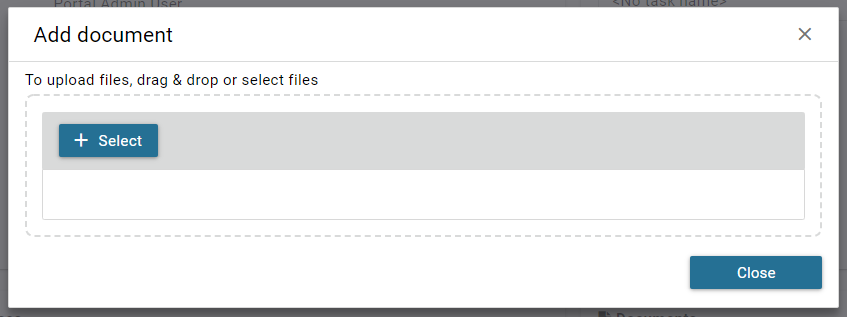 Portal Admin User
<No task name>
Add document
To upload files, drag & drop or select files
Select
Close
Documents